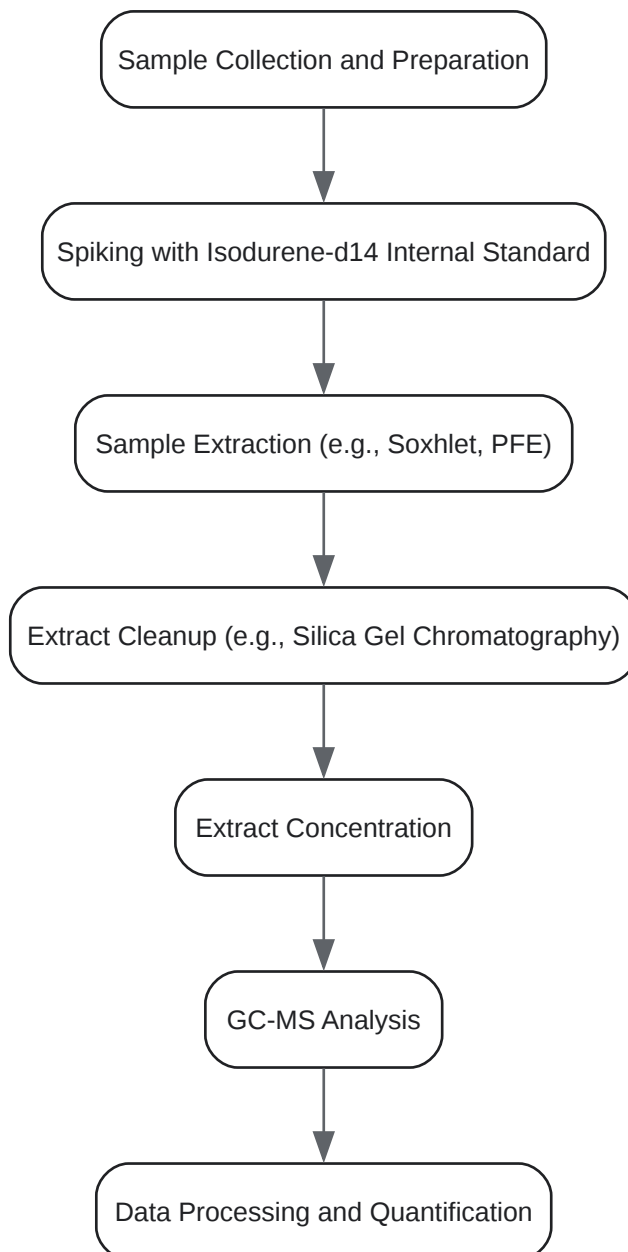 Sample Collection and Preparation
Spiking with Isodurene-d14 Internal Standard
Sample Extraction (e.g., Soxhlet, PFE)
Extract Cleanup (e.g., Silica Gel Chromatography)
Extract Concentration
GC-MS Analysis
Data Processing and Quantification